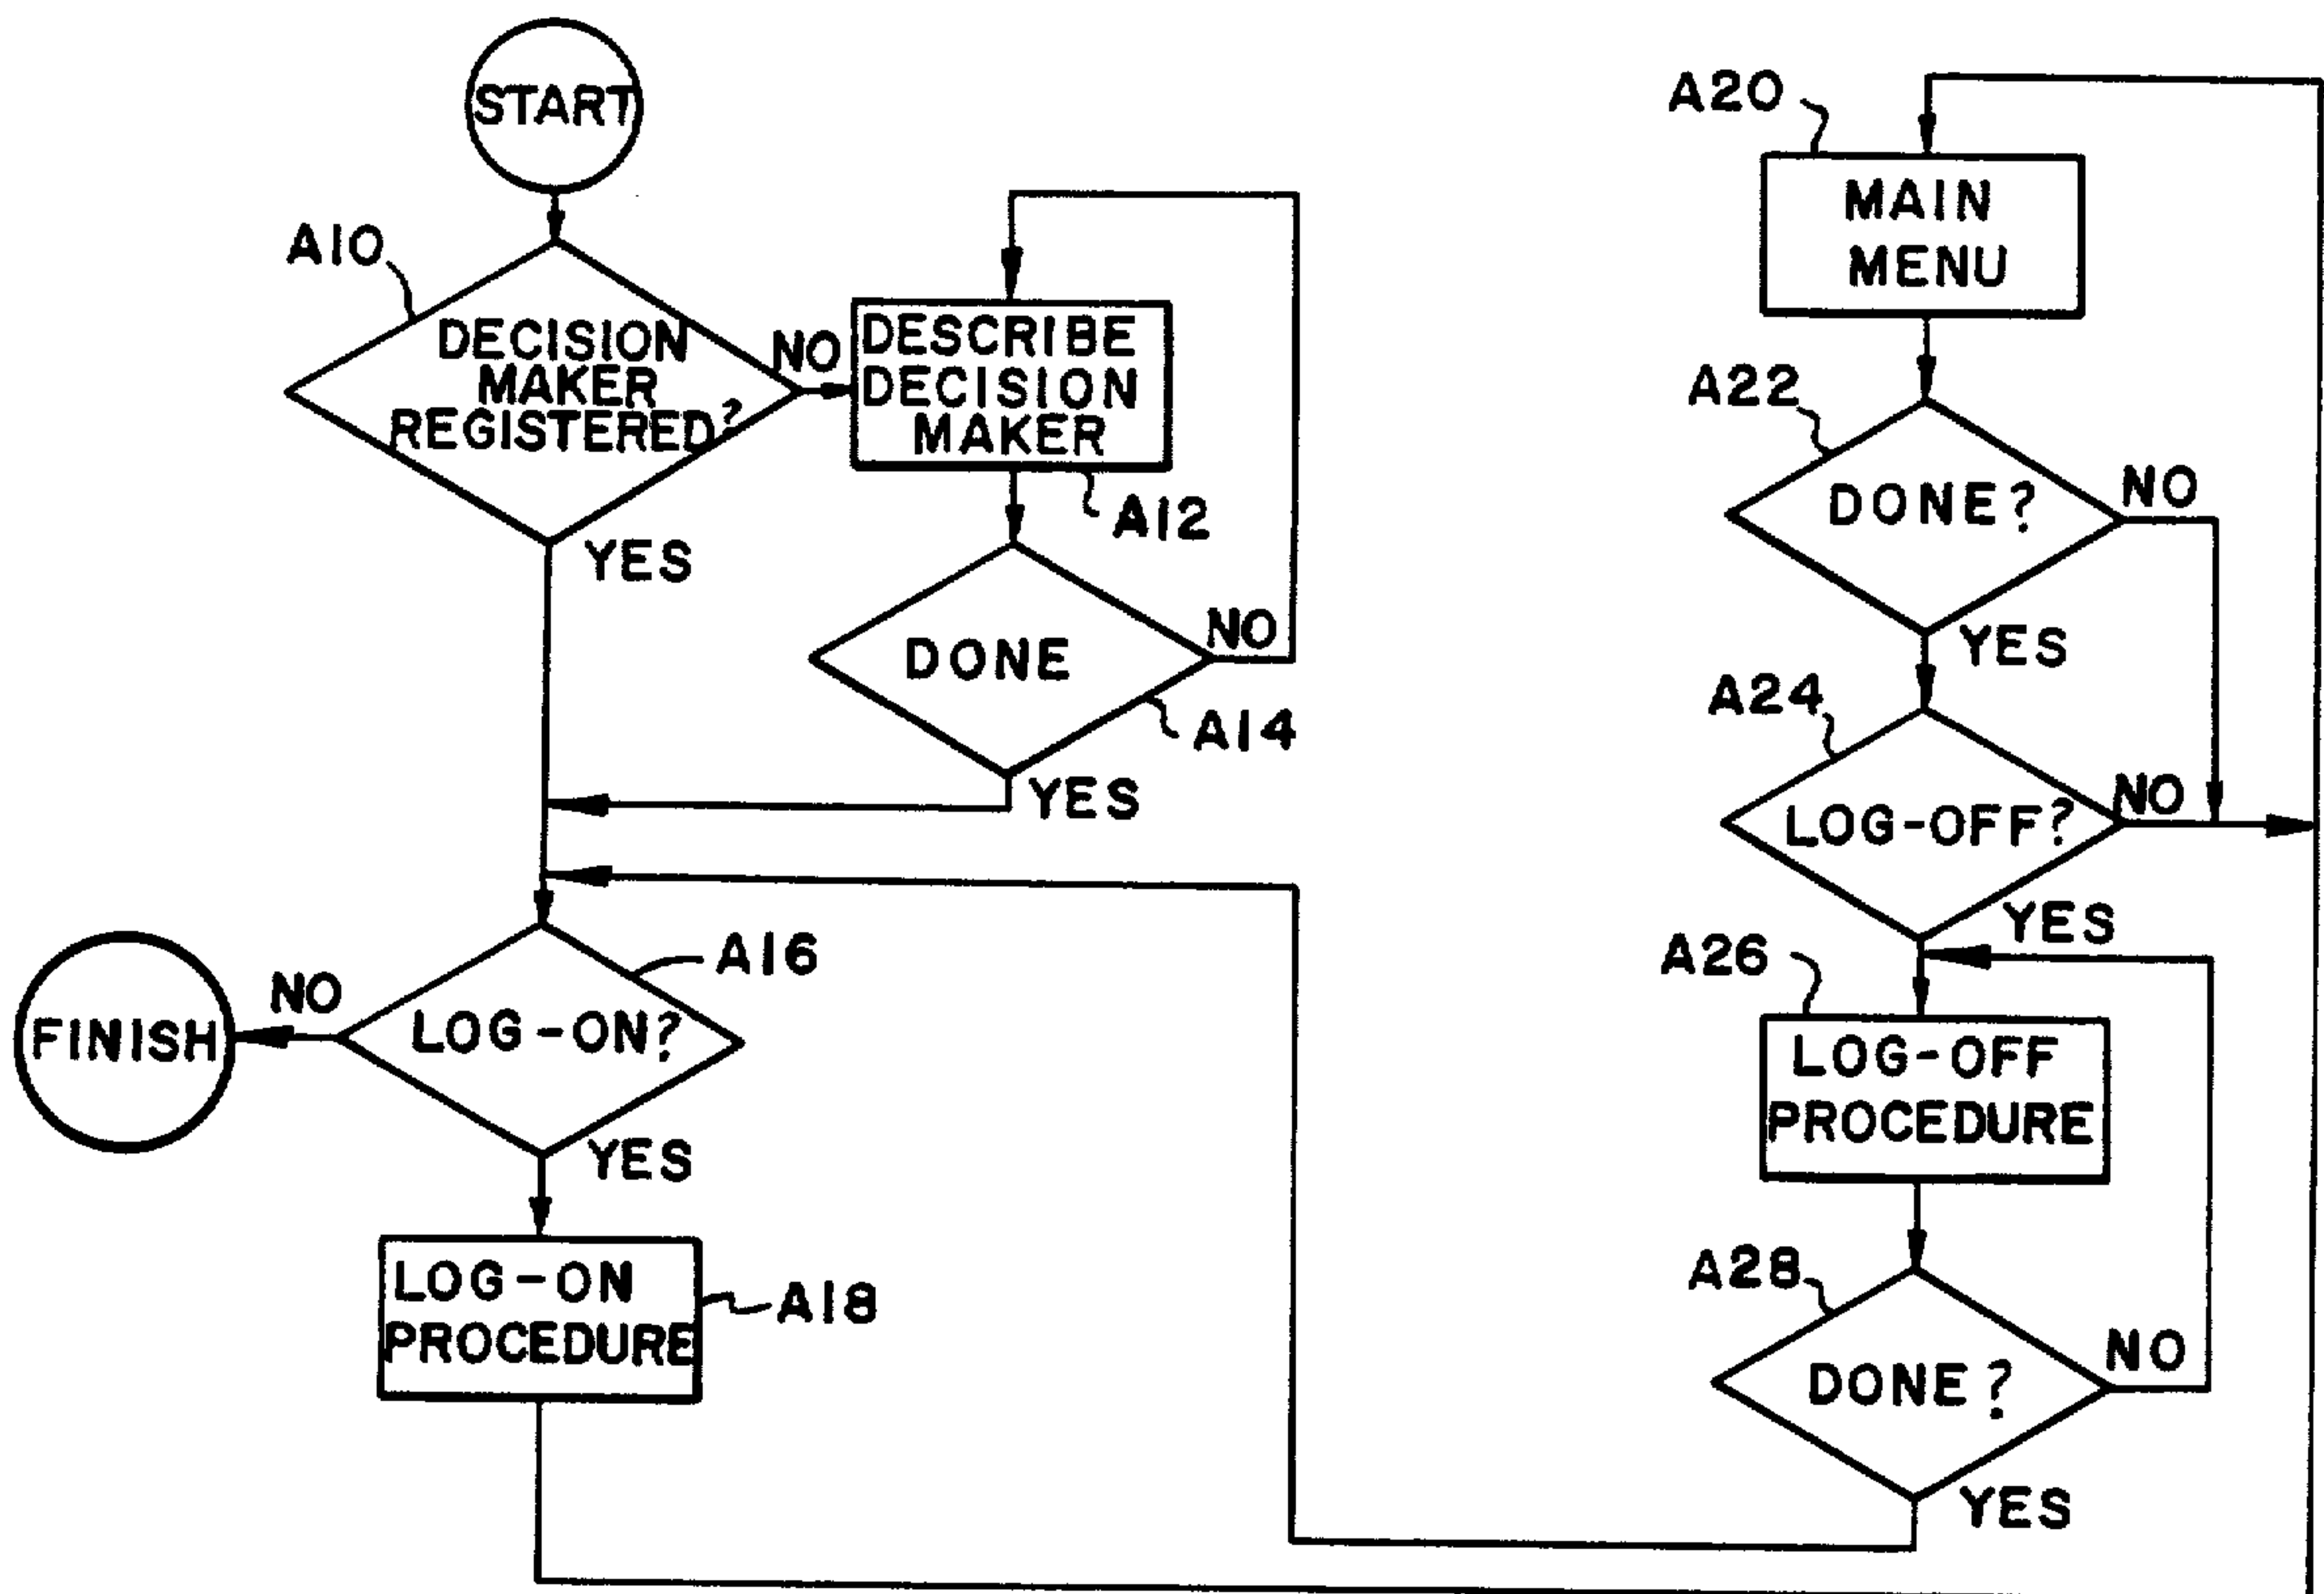 START
A10
DECISION
MAKER
REGISTERED?
NO
YES
DESCRIBE
DECISION
MAKER
A12
DONE
NO
A14
YES
A16
LOG-ON?
NO
FINISH
YES
LOG-ON
PROCEDURE
A18
A20
MAIN
MENU
A22
DONE?
NO
YES
A24
LOG-OFF?
NO
YES
A26
LOG-OFF
PROCEDURE
A28
DONE?
NO
YES